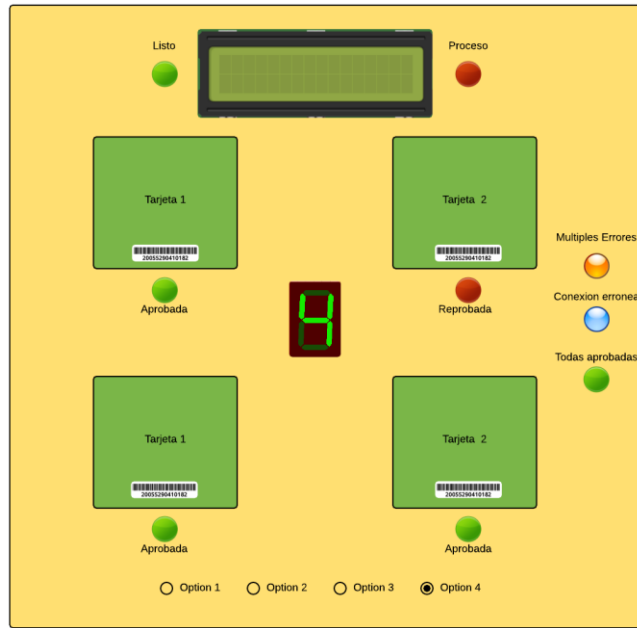 Listo
Proceso
Tarjeta 1
20055290410182
Aprobada
Tarjeta 2
20055290410182
Reprobada
Multiples Errores
Conexion erronea
Todas aprobadas
4
Tarjeta 1
20055290410182
Aprobada
Tarjeta 2
20055290410182
Aprobada
Option 1
Option 2
Option 3
Option 4